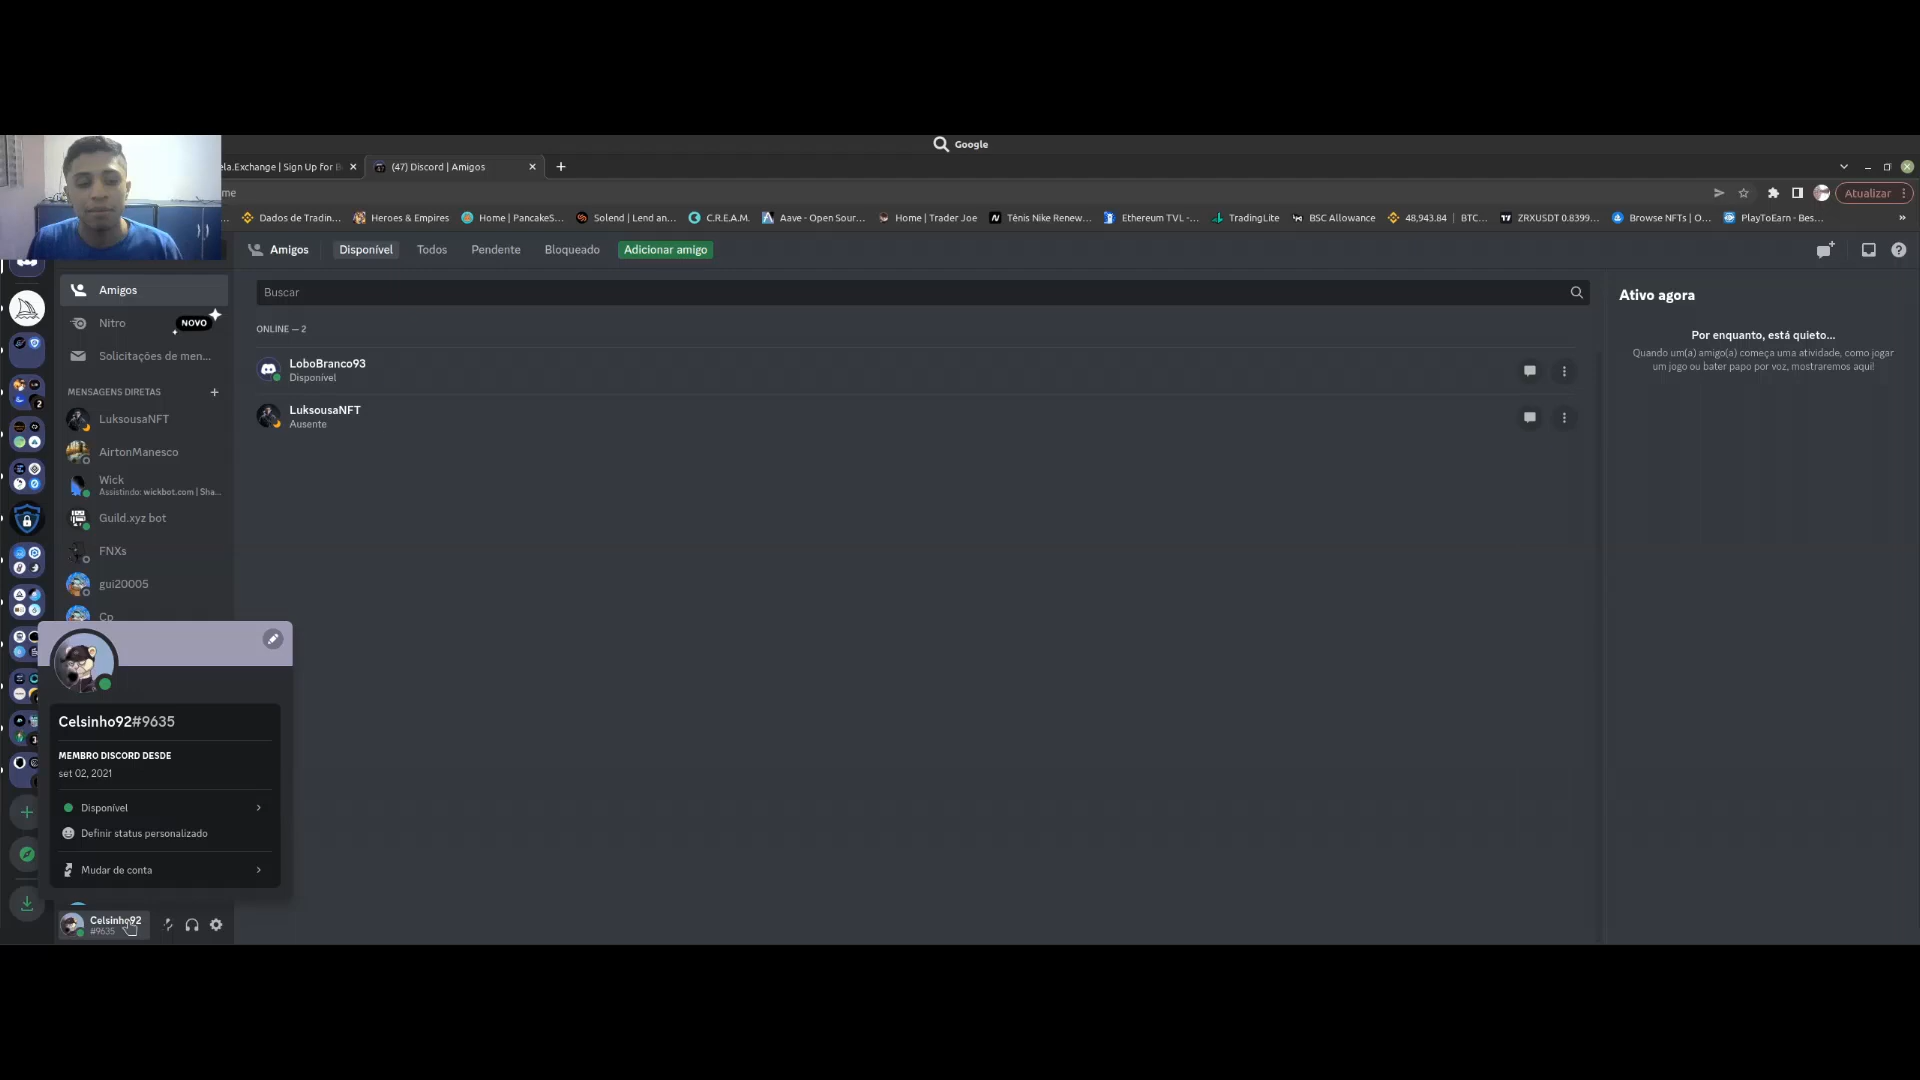 Google
ela.Exchange | Sign Up for B
(47) Discord | Amigos
me
Atualizar
Dados de Tradin...
Heroes & Empires
Home | PancakeS...
Solend | Lend an...
C.R.E.A.M.
Aave - Open Sour...
Home | Trader Joe
Tênis Nike Renew...
Ethereum TVL -...
TradingLite
BSC Allowance
48,943.84 | BTC...
ZRXUSDT 0.8399...
Browse NFTs | O...
PlayToEarn - Bes...
Amigos
Disponível
Todos
Pendente
Bloqueado
Adicionar amigo
Amigos
Nitro
NOVO
Solicitações de men...
MENSAGENS DIRETAS
LuksousaNFT
AirtonManesco
Wick
Assistindo: wickbot.com | Sha...
Guild.xyz bot
FNXs
gui20005
Cp
Buscar
ONLINE — 2
LoboBranco93
Disponível
LuksousaNFT
Ausente
Ativo agora
Por enquanto, está quieto...
Quando um(a) amigo(a) começa uma atividade, como jogar
um jogo ou bater papo por voz, mostraremos aqui!
2
Celsinho92#9635
MEMBRO DISCORD DESDE
set 02, 2021
Disponível
Definir status personalizado
Mudar de conta
Celsinho92
#9635